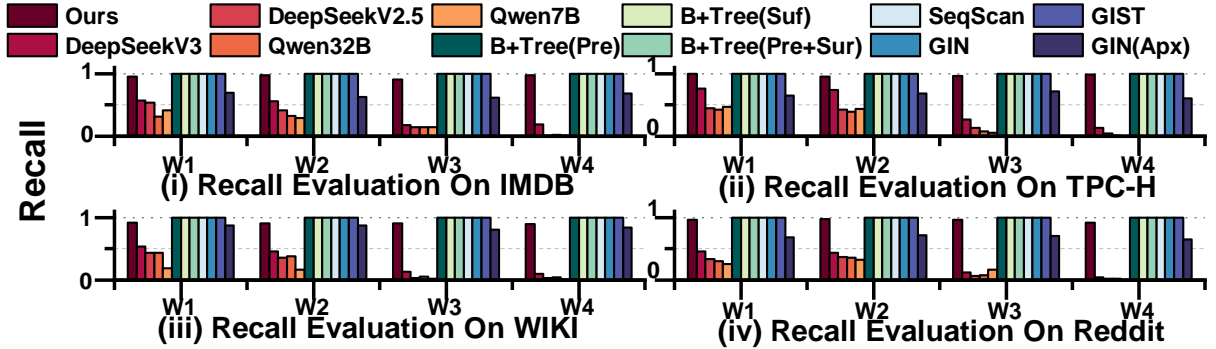 Ours DeepSeekV2.5 Qwen7B B+Tree(Suf) SeqScan GIST
DeepSeekV3 Qwen32B B+Tree(Pre) B+Tree(Pre+Sur) GIN GIN(Apx)
Recall
1 1
0 0
W1 W2 W3 W4 W1 W2 W3 W4
(i) Recall Evaluation On IMDB (ii) Recall Evaluation On TPC-H
1 1
0 0
W1 W2 W3 W4 W1 W2 W3 W4
(iii) Recall Evaluation On WIKI (iv) Recall Evaluation On Reddit